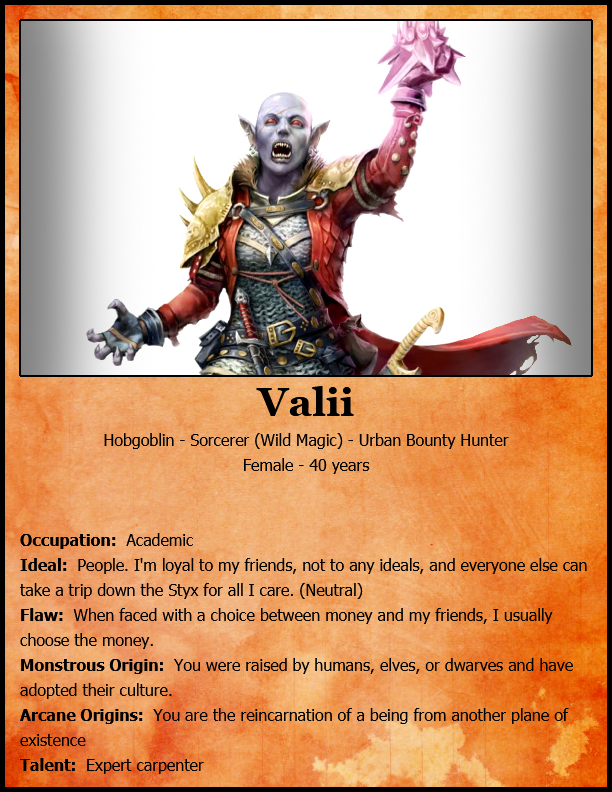 Valii
Hobgoblin - Sorcerer (Wild Magic) - Urban Bounty Hunter
Female - 40 years
Occupation: Academic
Ideal: People. I'm loyal to my friends, not to any ideals, and everyone else can
take a trip down the Styx for all I care. (Neutral)
Flaw: When faced with a choice between money and my friends, I usually
choose the money.
Monstrous Origin: You were raised by humans, elves, or dwarves and have
adopted their culture.
Arcane Origins: You are the reincarnation of a being from another plane of
existence
Talent: Expert carpenter